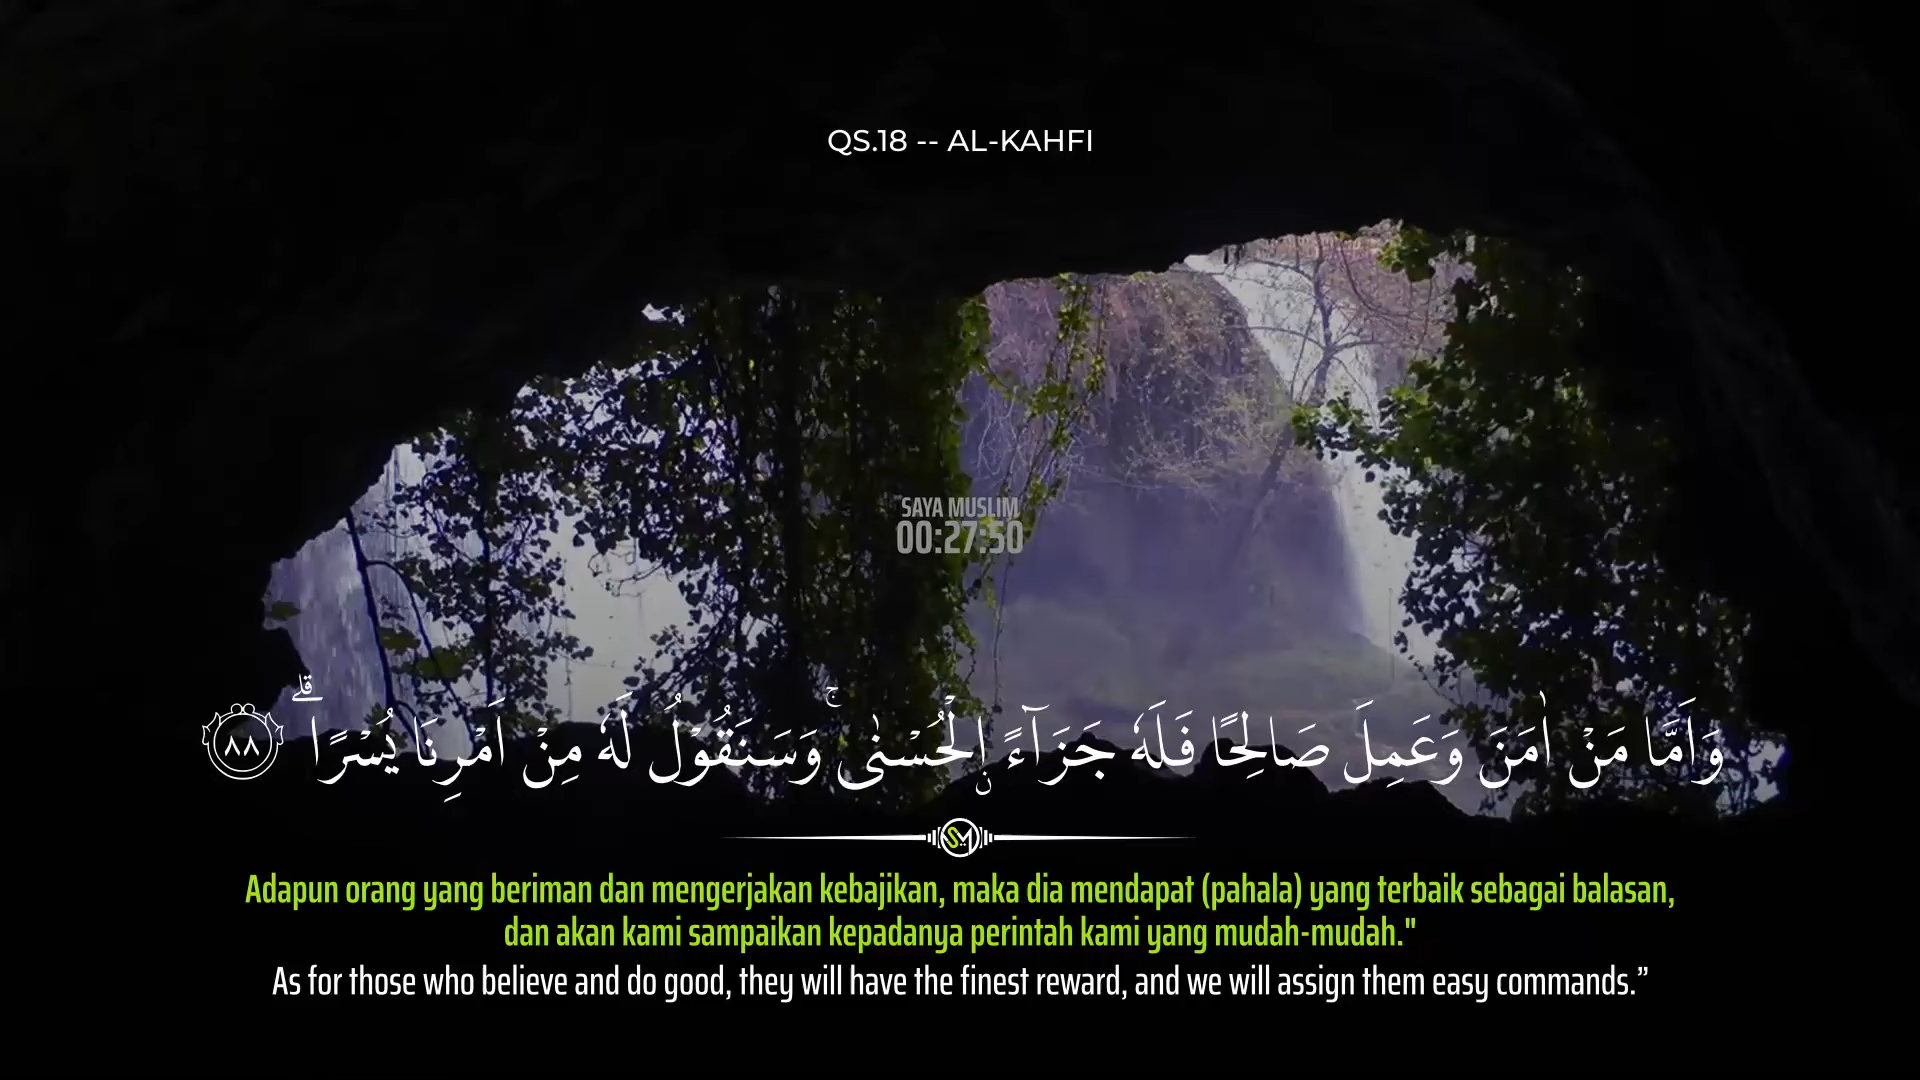 QS.18 -- AL-KAHFI
SAYA MUSLIM
00:27:50
وَاَمَّا مَنْ اٰمَنَ وَعَمِلَ صَالِحًا فَلَهٗ جَزَاۤءً ۨالْحُسْنٰىۚ وَسَنَقُوْلُ لَهٗ مِنْ اَمْرِنَا يُسْرًا ۗ ٨٨
SM
Adapun orang yang beriman dan mengerjakan kebajikan, maka dia mendapat (pahala) yang terbaik sebagai balasan,
dan akan kami sampaikan kepadanya perintah kami yang mudah-mudah."
As for those who believe and do good, they will have the finest reward, and we will assign them easy commands.”